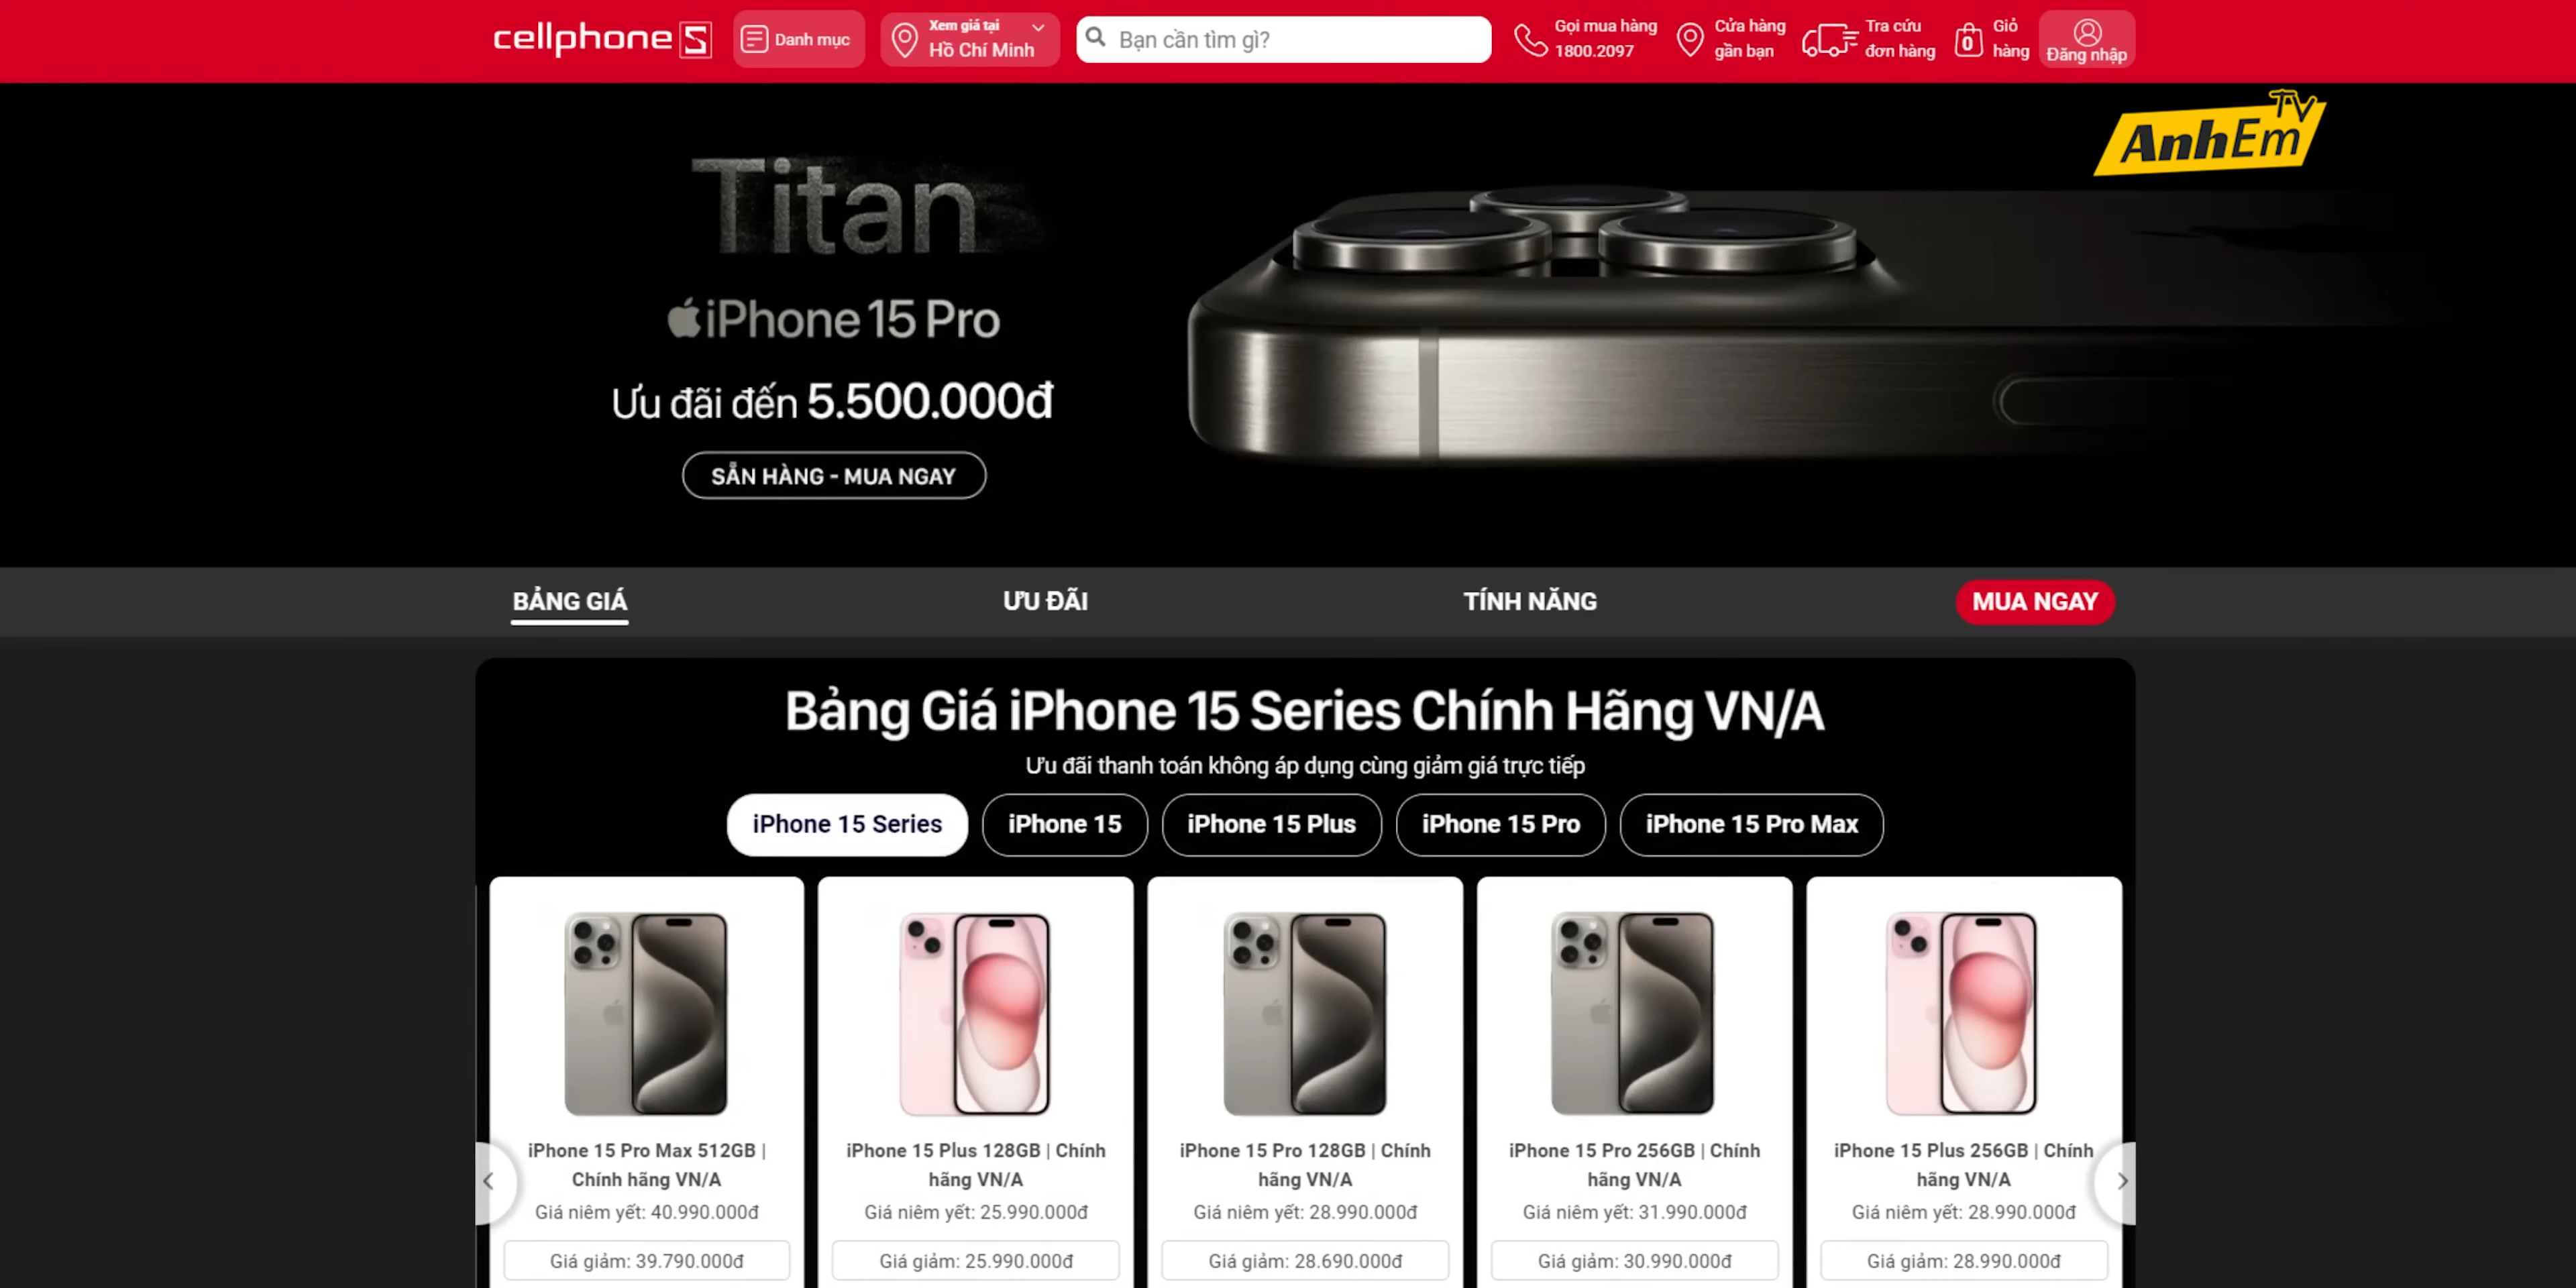 cellphoneS
Danh mục
Xem giá tại
Hồ Chí Minh
Bạn cần tìm gì?
Gọi mua hàng
1800.2097
Cửa hàng
gần bạn
Tra cứu
đơn hàng
0
Giỏ
hàng
Đăng nhập
AnhEm TV
Titan
iPhone 15 Pro
Ưu đãi đến 5.500.000đ
SẴN HÀNG - MUA NGAY
BẢNG GIÁ
ƯU ĐÃI
TÍNH NĂNG
MUA NGAY
Bảng Giá iPhone 15 Series Chính Hãng VN/A
Ưu đãi thanh toán không áp dụng cùng giảm giá trực tiếp
iPhone 15 Series
iPhone 15
iPhone 15 Plus
iPhone 15 Pro
iPhone 15 Pro Max
iPhone 15 Pro Max 512GB |
Chính hãng VN/A
Giá niêm yết: 40.990.000đ
Giá giảm: 39.790.000đ
iPhone 15 Plus 128GB | Chính
hãng VN/A
Giá niêm yết: 25.990.000đ
Giá giảm: 25.990.000đ
iPhone 15 Pro 128GB | Chính
hãng VN/A
Giá niêm yết: 28.990.000đ
Giá giảm: 28.690.000đ
iPhone 15 Pro 256GB | Chính
hãng VN/A
Giá niêm yết: 31.990.000đ
Giá giảm: 30.990.000đ
iPhone 15 Plus 256GB | Chính
hãng VN/A
Giá niêm yết: 28.990.000đ
Giá giảm: 28.990.000đ